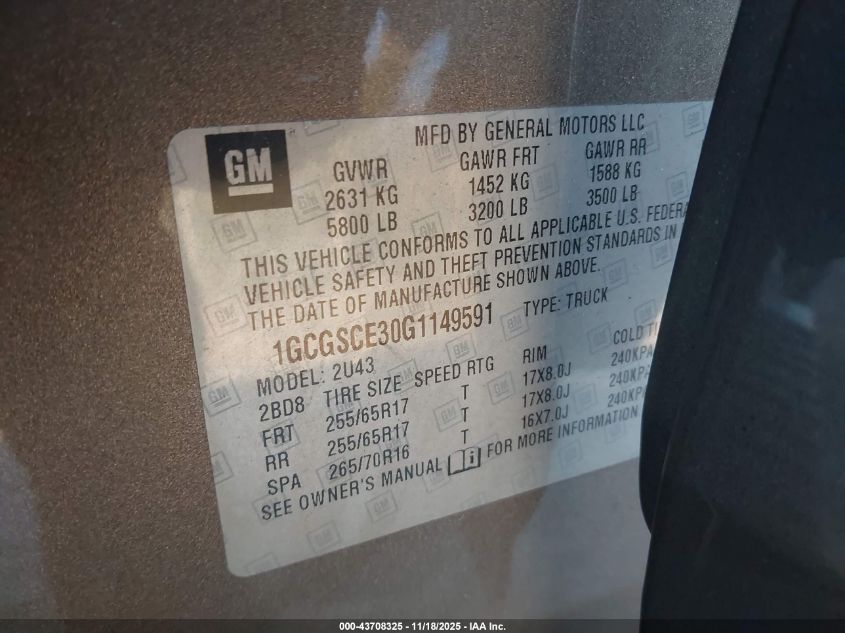 GM
MFD BY GENERAL MOTORS LLC
GVWR GAWR FRT GAWR RR
2631 KG 1452 KG 1588 KG
5800 LB 3200 LB 3500 LB
THIS VEHICLE CONFORMS TO ALL APPLICABLE U.S. FEDERA
VEHICLE SAFETY AND THEFT PREVENTION STANDARDS IN
THE DATE OF MANUFACTURE SHOWN ABOVE.
1GCGSCE30G1149591 TYPE: TRUCK
MODEL: 2U43
2BD8 TIRE SIZE SPEED RTG RIM COLD TI
FRT 255/65R17 T 17X8.0J 240KPA
RR 255/65R17 T 17X8.0J 240KPA
SPA 265/70R16 T 16X7.0J 240KPA
SEE OWNER'S MANUAL FOR MORE INFORMATION
000-43708325 - 11/18/2025 - IAA Inc.